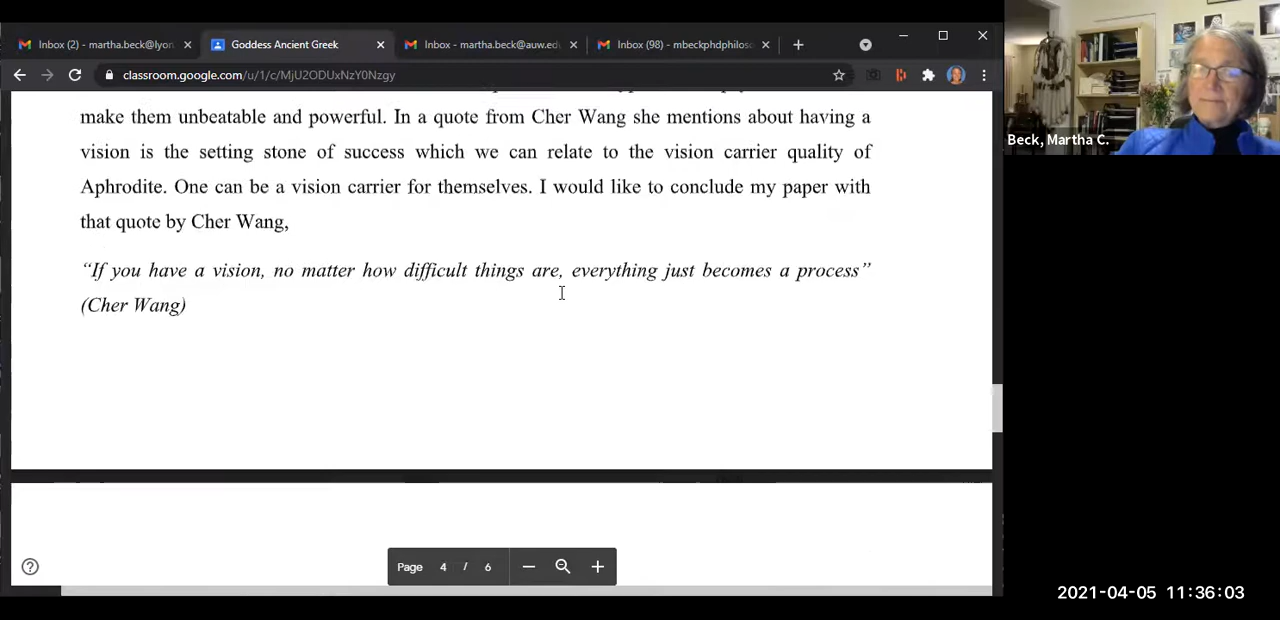 Inbox (2) - martha.beck@lyon.
Goddess Ancient Greek
Inbox - martha.beck@auw.ed
Inbox (98) - mbeckphdphilos
classroom.google.com/u/1/c/MjU2ODUxNzY0Nzgy
make them unbeatable and powerful. In a quote from Cher Wang she mentions about having a
vision is the setting stone of success which we can relate to the vision carrier quality of
Aphrodite. One can be a vision carrier for themselves. I would like to conclude my paper with
that quote by Cher Wang,
“If you have a vision, no matter how difficult things are, everything just becomes a process”
(Cher Wang)
Page 4 / 6
Beck, Martha C.
2021-04-05 11:36:03